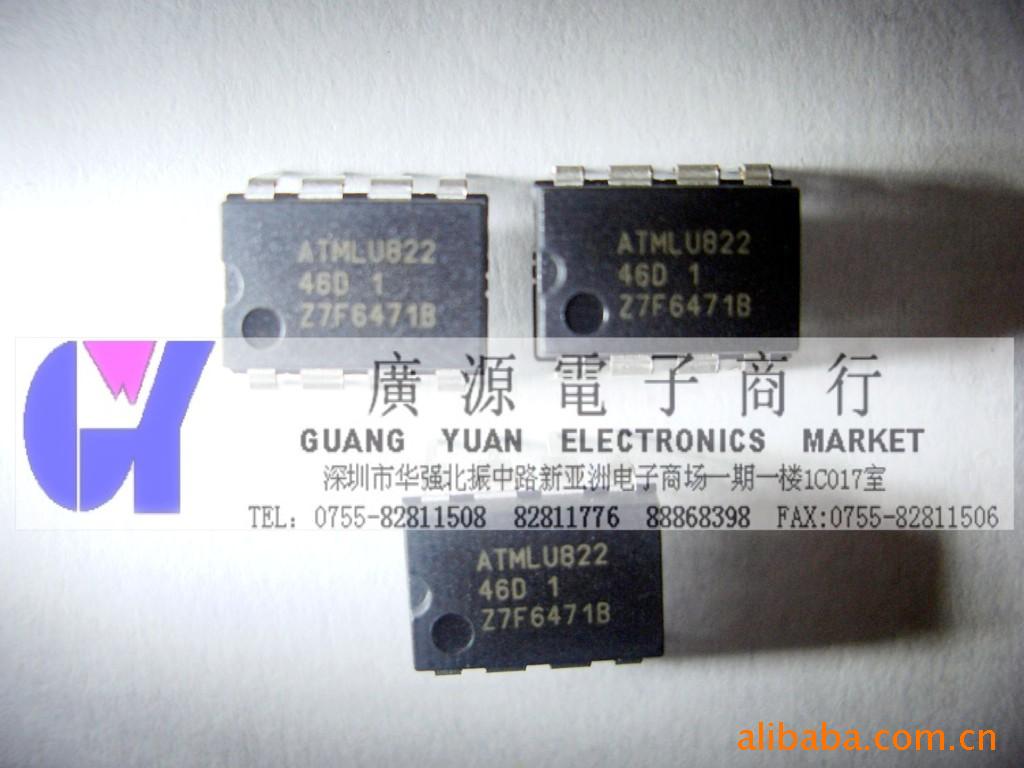 ATMLU822
46D 1
Z7F6471B
ATMLU822
46D 1
Z7F6471B
廣源電子商行
GUANG YUAN ELECTRONICS MARKET
深圳市华强北振中路新亚洲电子商场一期一楼1C017室
TEL: 0755-82811508 82811776 88868398 FAX:0755-82811506
ATMLU822
46D 1
Z7F6471B
alibaba.com.cn